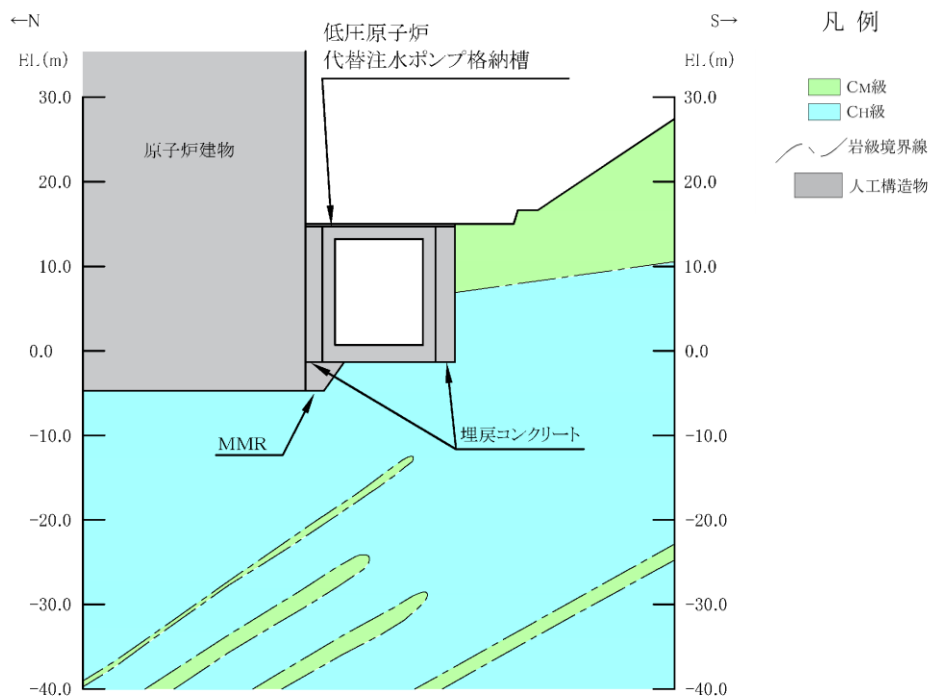 ←N
S→
凡 例
EL(m)
EL(m)
低圧原子炉
代替注水ポンプ格納槽
CM級
CH級
岩級境界線
人工構造物
原子炉建物
30.0
20.0
10.0
0.0
-10.0
-20.0
-30.0
-40.0
30.0
20.0
10.0
0.0
-10.0
-20.0
-30.0
-40.0
MMR
埋戻コンクリート